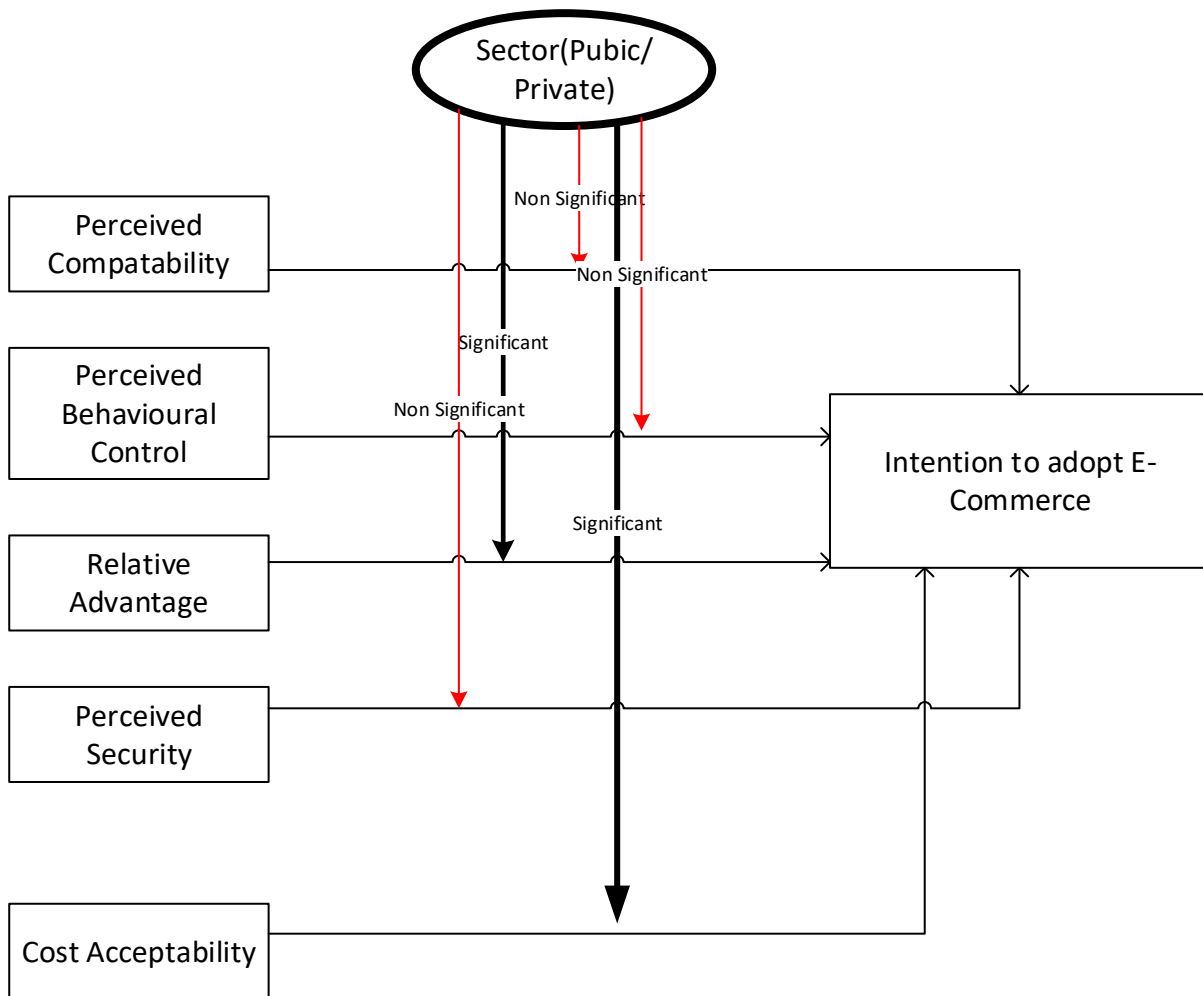 Sector(Pubic/
Private)
Non Significant
Perceived
Compatability
Non Significant
Significant
Perceived
Behavioural
Control
Non Significant
Intention to adopt E-
Commerce
Significant
Relative
Advantage
Perceived
Security
Cost Acceptability